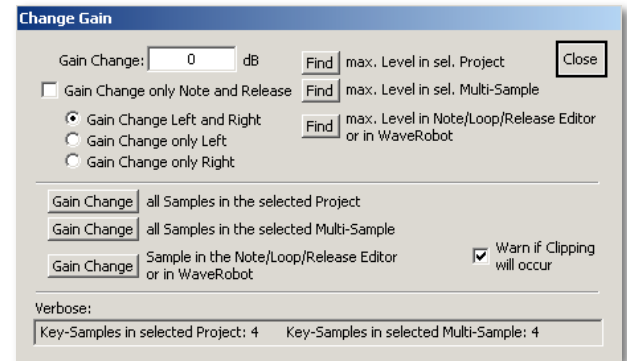 Change Gain
Gain Change: 0 dB
Find max. Level in sel. Project
Close
Gain Change only Note and Release
Find max. Level in sel. Multi-Sample
Gain Change Left and Right
Gain Change only Left
Gain Change only Right
Find max. Level in Note/Loop/Release Editor
or in WaveRobot
Gain Change all Samples in the selected Project
Gain Change all Samples in the selected Multi-Sample
Gain Change Sample in the Note/Loop/Release Editor
or in WaveRobot
Warn if Clipping
will occur
Verbose:
Key-Samples in selected Project: 4 Key-Samples in selected Multi-Sample: 4